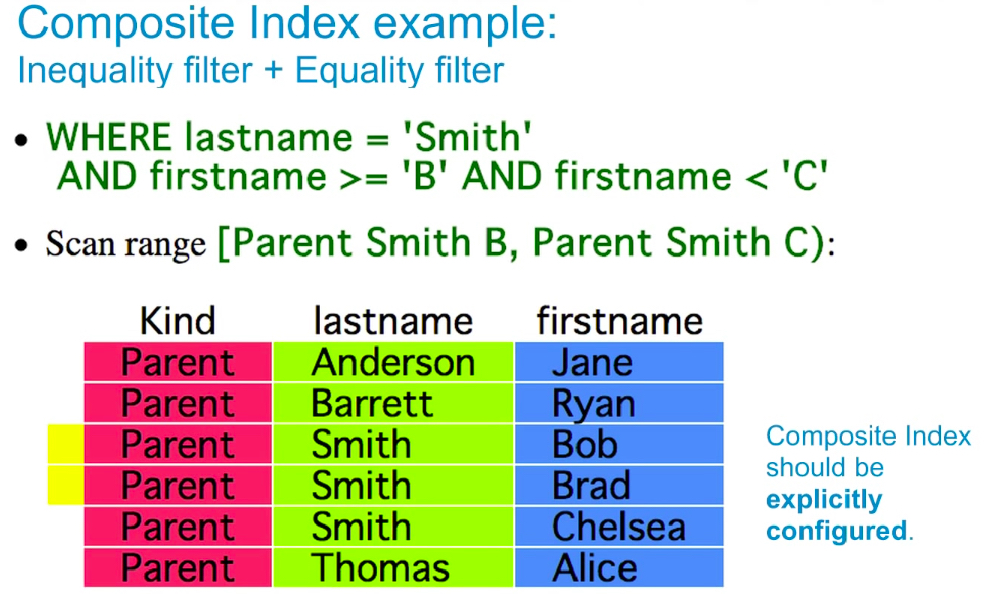 Composite Index example:
Inequality filter + Equality filter
• WHERE lastname = 'Smith'
AND firstname >= 'B' AND firstname < 'C'
• Scan range [Parent Smith B, Parent Smith C):
Kind lastname firstname
Parent Anderson Jane
Parent Barrett Ryan
Parent Smith Bob
Parent Smith Brad
Parent Smith Chelsea
Parent Thomas Alice
Composite Index
should be
explicitly
configured.